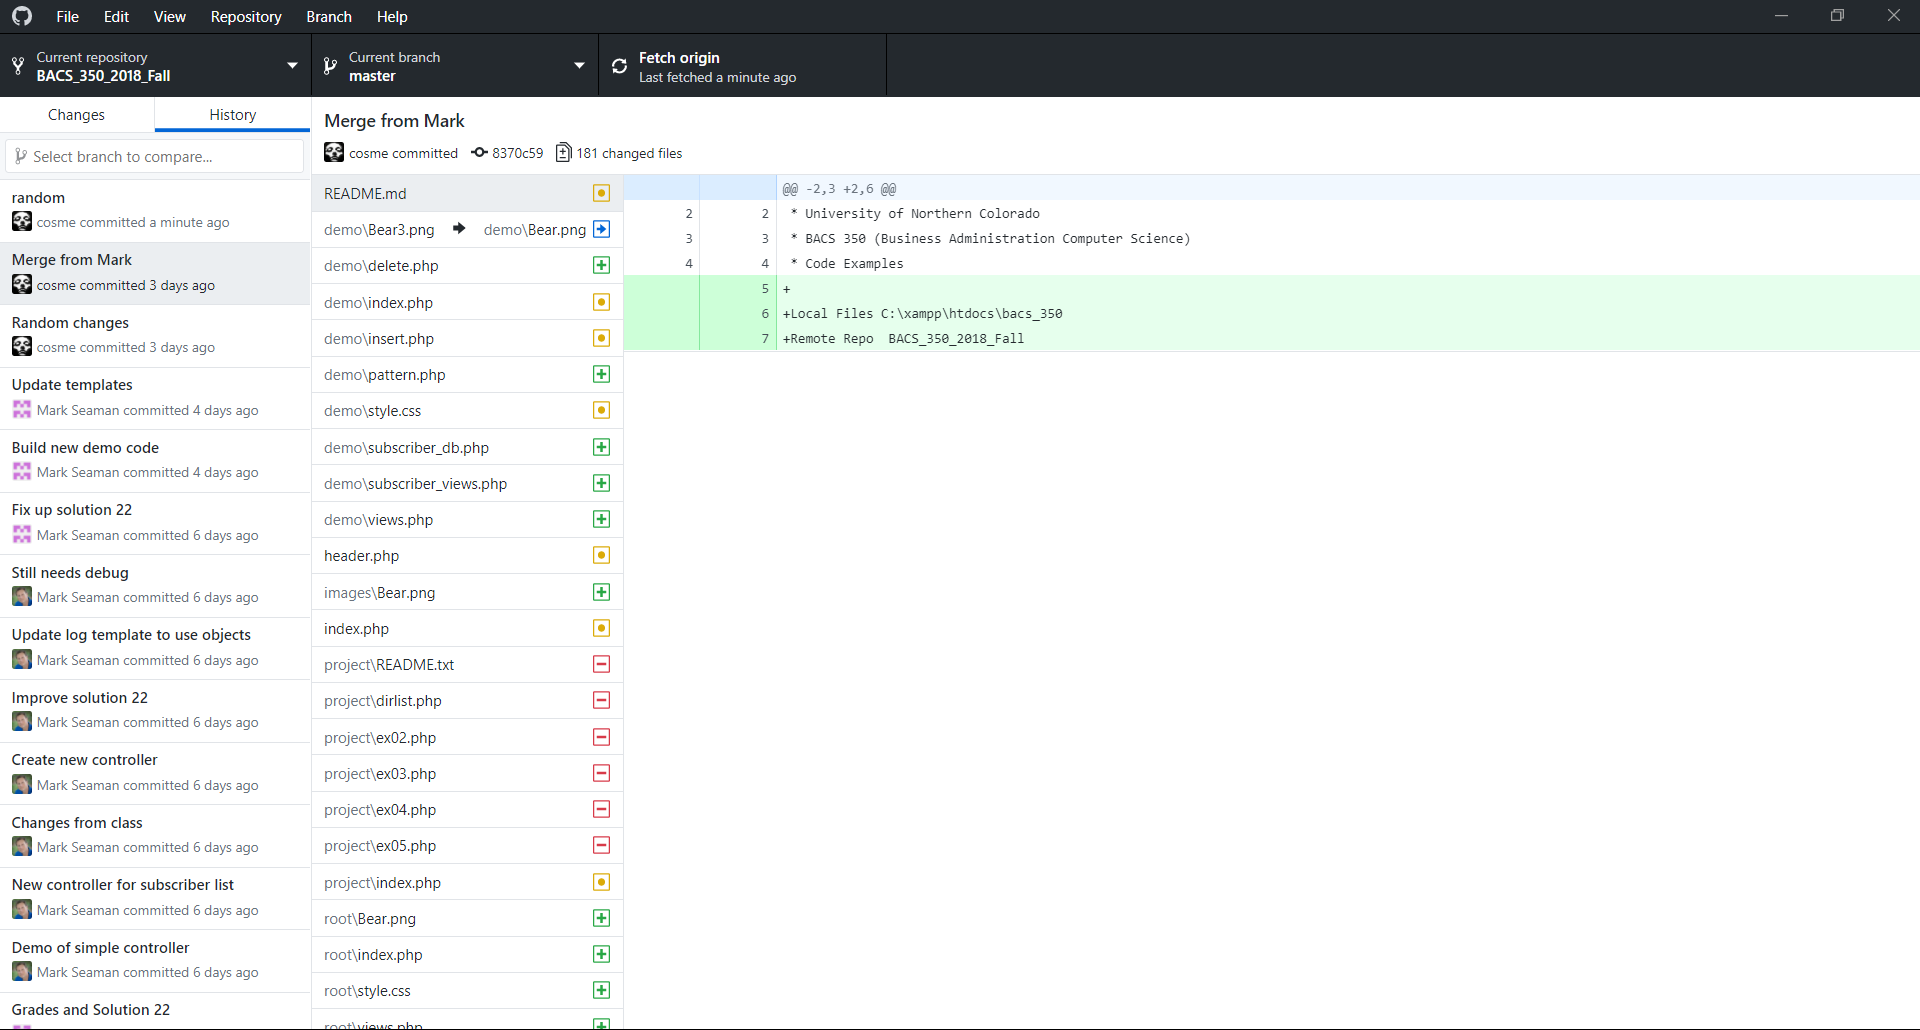 File Edit View Repository Branch Help
Current repository
BACS_350_2018_Fall
Current branch
master
Fetch origin
Last fetched a minute ago
Changes
History
Select branch to compare...
random
cosme committed a minute ago
Merge from Mark
cosme committed 3 days ago
Random changes
cosme committed 3 days ago
Update templates
Mark Seaman committed 4 days ago
Build new demo code
Mark Seaman committed 4 days ago
Fix up solution 22
Mark Seaman committed 6 days ago
Still needs debug
Mark Seaman committed 6 days ago
Update log template to use objects
Mark Seaman committed 6 days ago
Improve solution 22
Mark Seaman committed 6 days ago
Create new controller
Mark Seaman committed 6 days ago
Changes from class
Mark Seaman committed 6 days ago
New controller for subscriber list
Mark Seaman committed 6 days ago
Demo of simple controller
Mark Seaman committed 6 days ago
Grades and Solution 22
Merge from Mark
cosme committed 8370c59 181 changed files
README.md
demo\Bear3.png demo\Bear.png
demo\delete.php
demo\index.php
demo\insert.php
demo\pattern.php
demo\style.css
demo\subscriber_db.php
demo\subscriber_views.php
demo\views.php
header.php
images\Bear.png
index.php
project\README.txt
project\dirlist.php
project\ex02.php
project\ex03.php
project\ex04.php
project\ex05.php
project\index.php
root\Bear.png
root\index.php
root\style.css
root\views.php
@@ -2,3 +2,6 @@
2 2 * University of Northern Colorado
3 3 * BACS 350 (Business Administration Computer Science)
4 4 * Code Examples
5 +
6 +Local Files C:\xampp\htdocs\bacs_350
7 +Remote Repo  BACS_350_2018_Fall